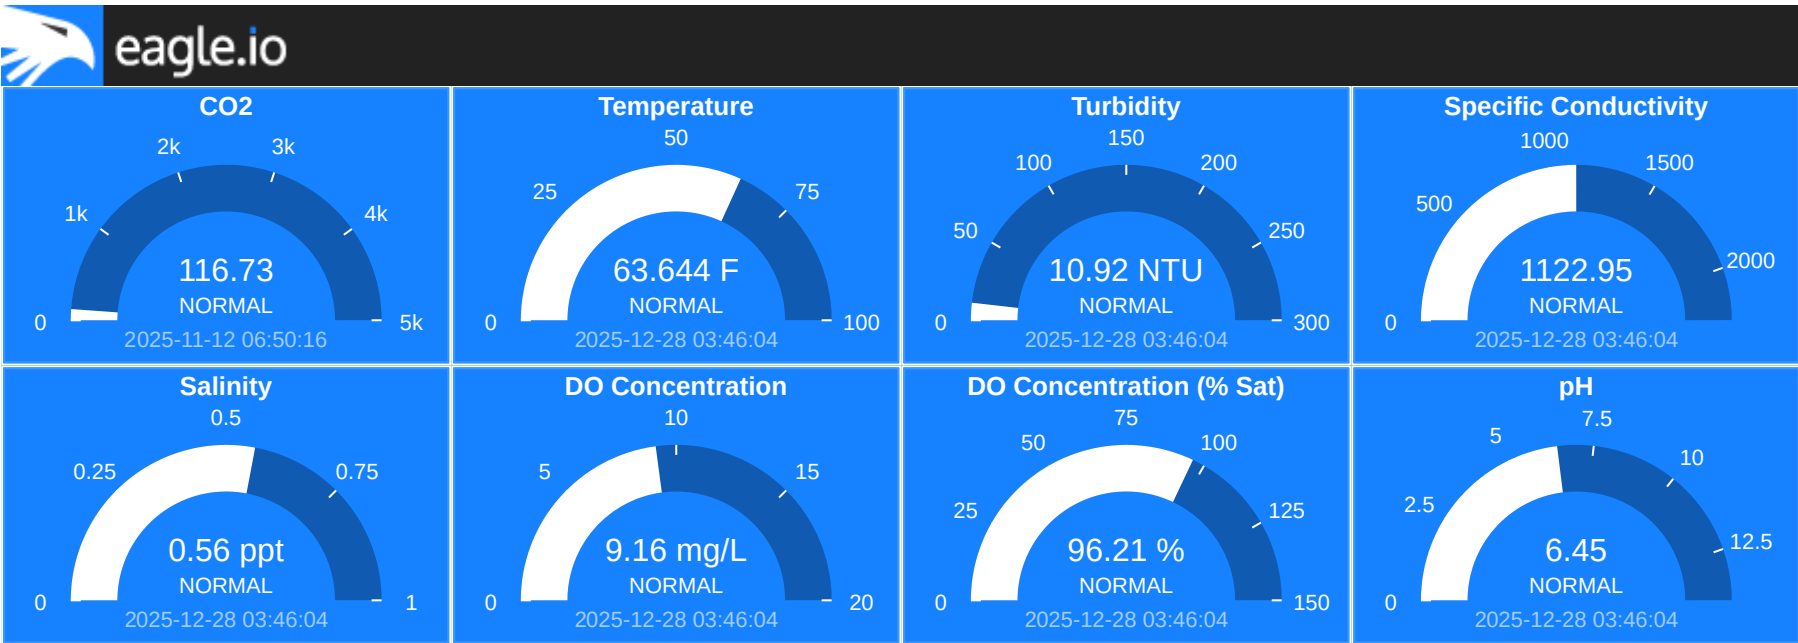 eagle.io
CO2
2k
3k
1k
4k
0
5k
116.73
NORMAL
2025-11-12 06:50:16
Temperature
50
25
75
0
100
63.644 F
NORMAL
2025-12-28 03:46:04
Turbidity
150
100
200
50
250
0
300
10.92 NTU
NORMAL
2025-12-28 03:46:04
Specific Conductivity
1000
1500
500
2000
0
1122.95
NORMAL
2025-12-28 03:46:04
Salinity
0.5
0.25
0.75
0
1
0.56 ppt
NORMAL
2025-12-28 03:46:04
DO Concentration
10
5
15
0
20
9.16 mg/L
NORMAL
2025-12-28 03:46:04
DO Concentration (% Sat)
75
50
100
25
125
0
150
96.21 %
NORMAL
2025-12-28 03:46:04
pH
7.5
5
10
2.5
12.5
0
6.45
NORMAL
2025-12-28 03:46:04